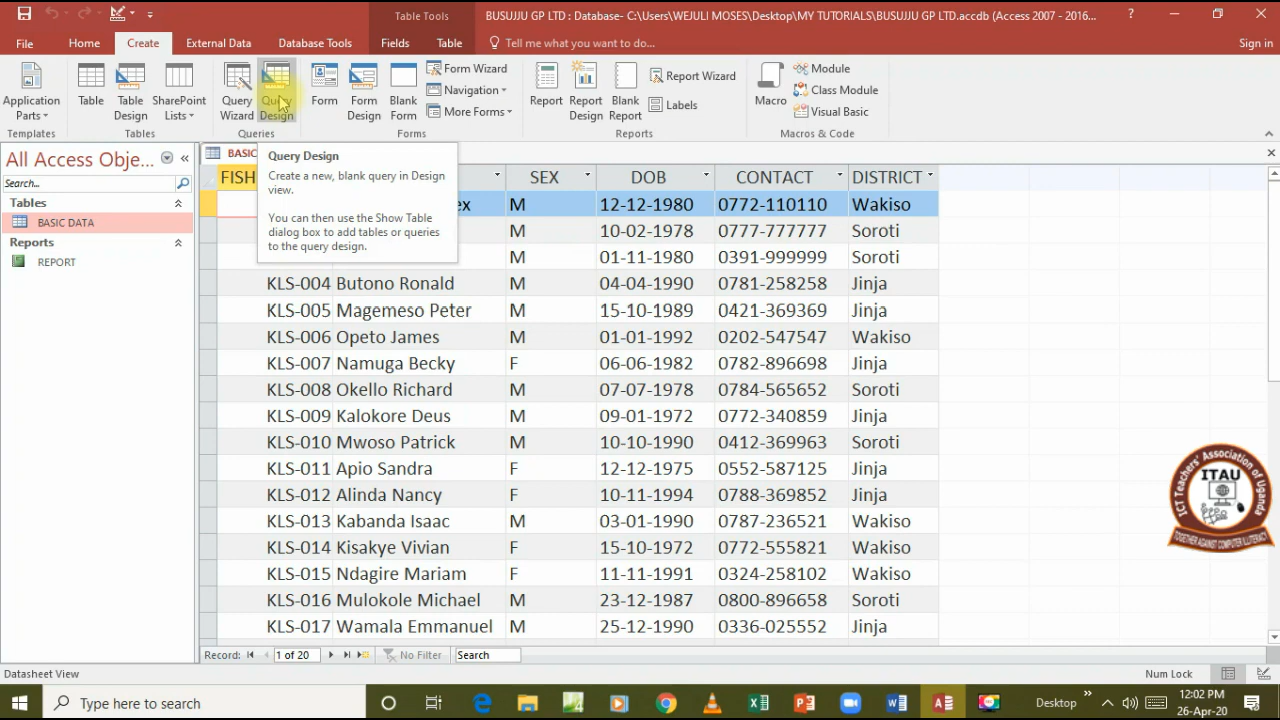 Table Tools
BUSUJJU GP LTD : Database- C:\Users\WEJULI MOSES\Desktop\MY TUTORIALS\BUSUJJU GP LTD.accdb (Access 2007 - 2016...
File
Home
Create
External Data
Database Tools
Fields
Table
Tell me what you want to do...
Sign in
Application
Parts
Table
Table
Design
SharePoint
Lists
Query
Wizard
Query
Design
Form
Form
Design
Blank
Form
Form Wizard
Navigation
More Forms
Report
Report
Design
Blank
Report
Report Wizard
Labels
Macro
Module
Class Module
Visual Basic
Templates
Tables
Queries
Forms
Reports
Macros & Code
All Access Obje...
Search...
Tables
BASIC DATA
Reports
REPORT
BASIC
Query Design
Create a new, blank query in Design
view.
You can then use the Show Table
dialog box to add tables or queries
to the query design.
FISH SEX DOB CONTACT DISTRICT
ex M 12-12-1980 0772-110110 Wakiso
M 10-02-1978 0777-777777 Soroti
M 01-11-1980 0391-999999 Soroti
KLS-004 Butono Ronald M 04-04-1990 0781-258258 Jinja
KLS-005 Magemeso Peter M 15-10-1989 0421-369369 Jinja
KLS-006 Opeto James M 01-01-1992 0202-547547 Wakiso
KLS-007 Namuga Becky F 06-06-1982 0782-896698 Jinja
KLS-008 Okello Richard M 07-07-1978 0784-565652 Soroti
KLS-009 Kalokore Deus M 09-01-1972 0772-340859 Jinja
KLS-010 Mwoso Patrick M 10-10-1990 0412-369963 Soroti
KLS-011 Apio Sandra F 12-12-1975 0552-587125 Jinja
KLS-012 Alinda Nancy F 10-11-1994 0788-369852 Jinja
KLS-013 Kabanda Isaac M 03-01-1990 0787-236521 Wakiso
KLS-014 Kisakye Vivian F 15-10-1972 0772-555821 Wakiso
KLS-015 Ndagire Mariam F 11-11-1991 0324-258102 Wakiso
KLS-016 Mulokole Michael M 23-12-1987 0800-896658 Soroti
KLS-017 Wamala Emmanuel M 25-12-1990 0336-025552 Jinja
ICT Teachers' Association of Uganda
ITAU
TOGETHER AGAINST COMPUTER ILLITERACY
Record: 1 of 20 No Filter Search
Datasheet View
Num Lock
Type here to search
Desktop
12:02 PM
26-Apr-20